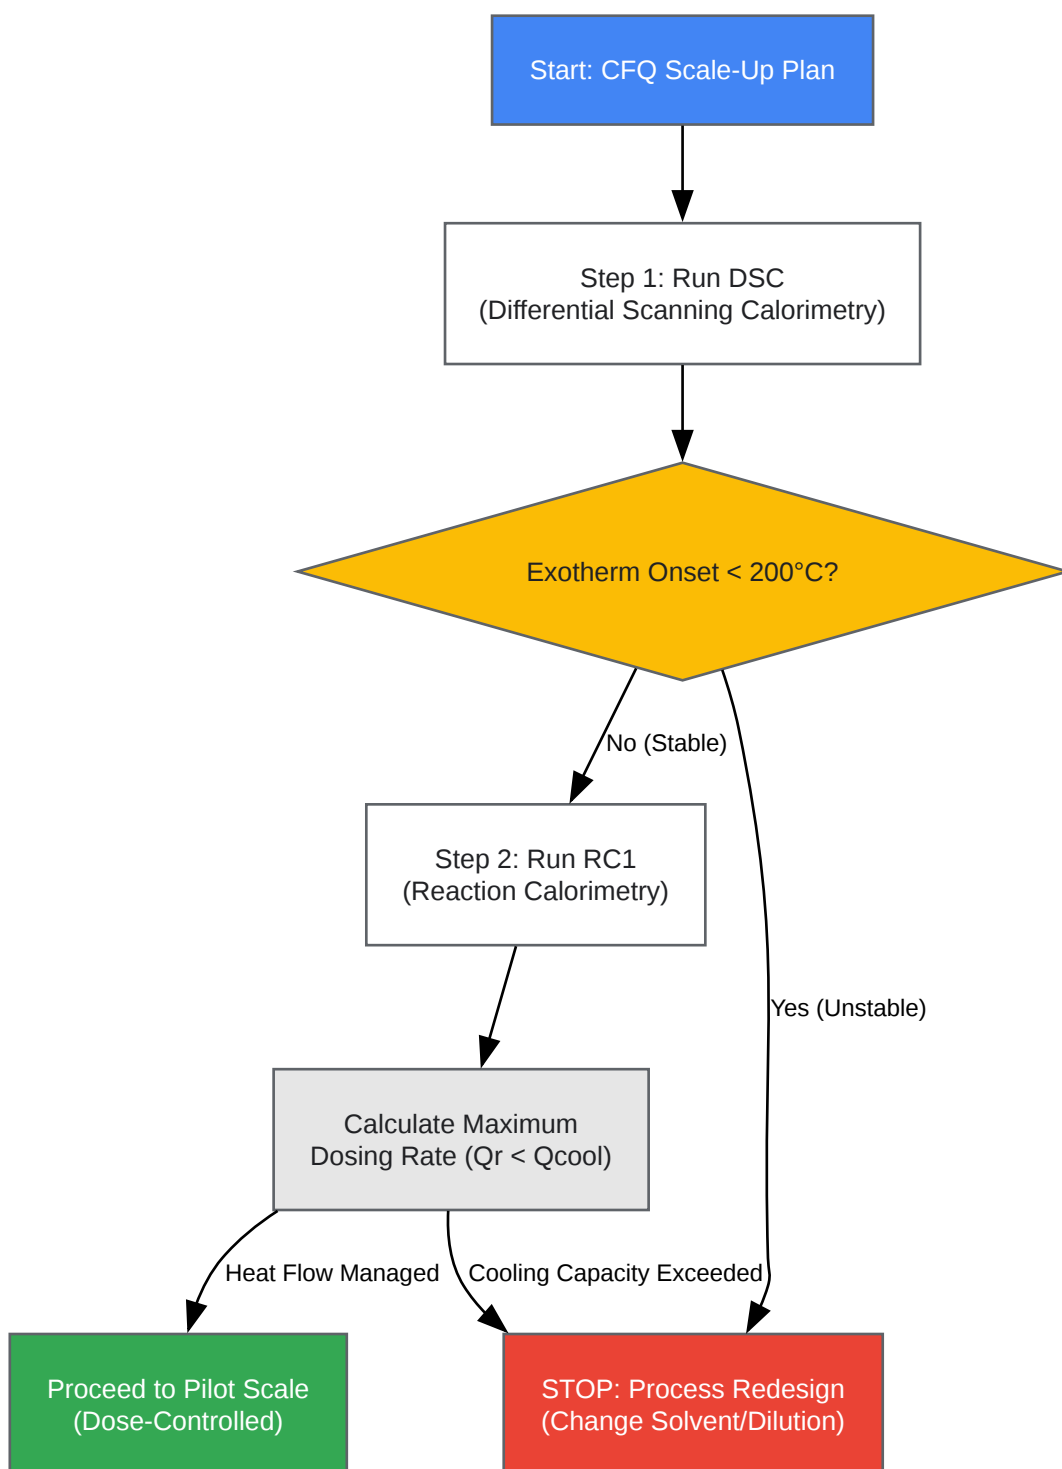 Start: CFQ Scale-Up Plan
Step 1: Run DSC
(Differential Scanning Calorimetry)
Exotherm Onset < 200°C?
No (Stable)
Step 2: Run RC1
(Reaction Calorimetry)
Yes (Unstable)
Calculate Maximum
Dosing Rate (Qr < Qcool)
Heat Flow Managed
Cooling Capacity Exceeded
Proceed to Pilot Scale
(Dose-Controlled)
STOP: Process Redesign
(Change Solvent/Dilution)